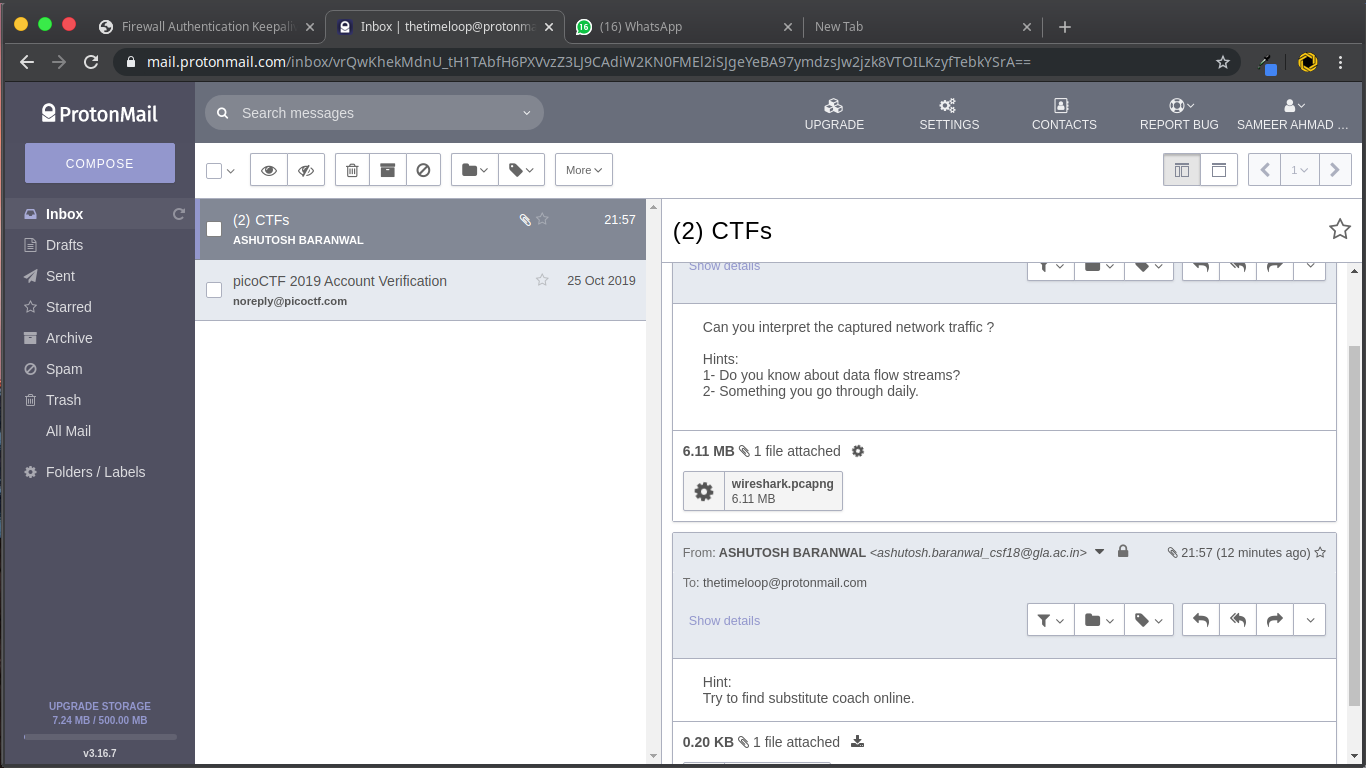 Firewall Authentication Keepali
Inbox | thetimeloop@protonma
16
(16) WhatsApp
New Tab
mail.protonmail.com/inbox/vrQwKhekMdnU_tH1TAbfH6PXVvzZ3LJ9CAdiW2KN0FMEl2iSJgeYeBA97ymdzsJw2jzk8VTOILKzyfTebkYSrA==
ProtonMail
Search messages
UPGRADE
SETTINGS
CONTACTS
REPORT BUG
SAMEER AHMAD ...
COMPOSE
More
1
Inbox
Drafts
Sent
Starred
Archive
Spam
Trash
All Mail
Folders / Labels
UPGRADE STORAGE
7.24 MB / 500.00 MB
v3.16.7
(2) CTFs
21:57
ASHUTOSH BARANWAL
picoCTF 2019 Account Verification
25 Oct 2019
noreply@picoctf.com
(2) CTFs
Show details
Can you interpret the captured network traffic ?
Hints:
1- Do you know about data flow streams?
2- Something you go through daily.
6.11 MB 1 file attached
wireshark.pcapng
6.11 MB
From: ASHUTOSH BARANWAL <ashutosh.baranwal_csf18@gla.ac.in>
21:57 (12 minutes ago)
To: thetimeloop@protonmail.com
Show details
Hint:
Try to find substitute coach online.
0.20 KB 1 file attached